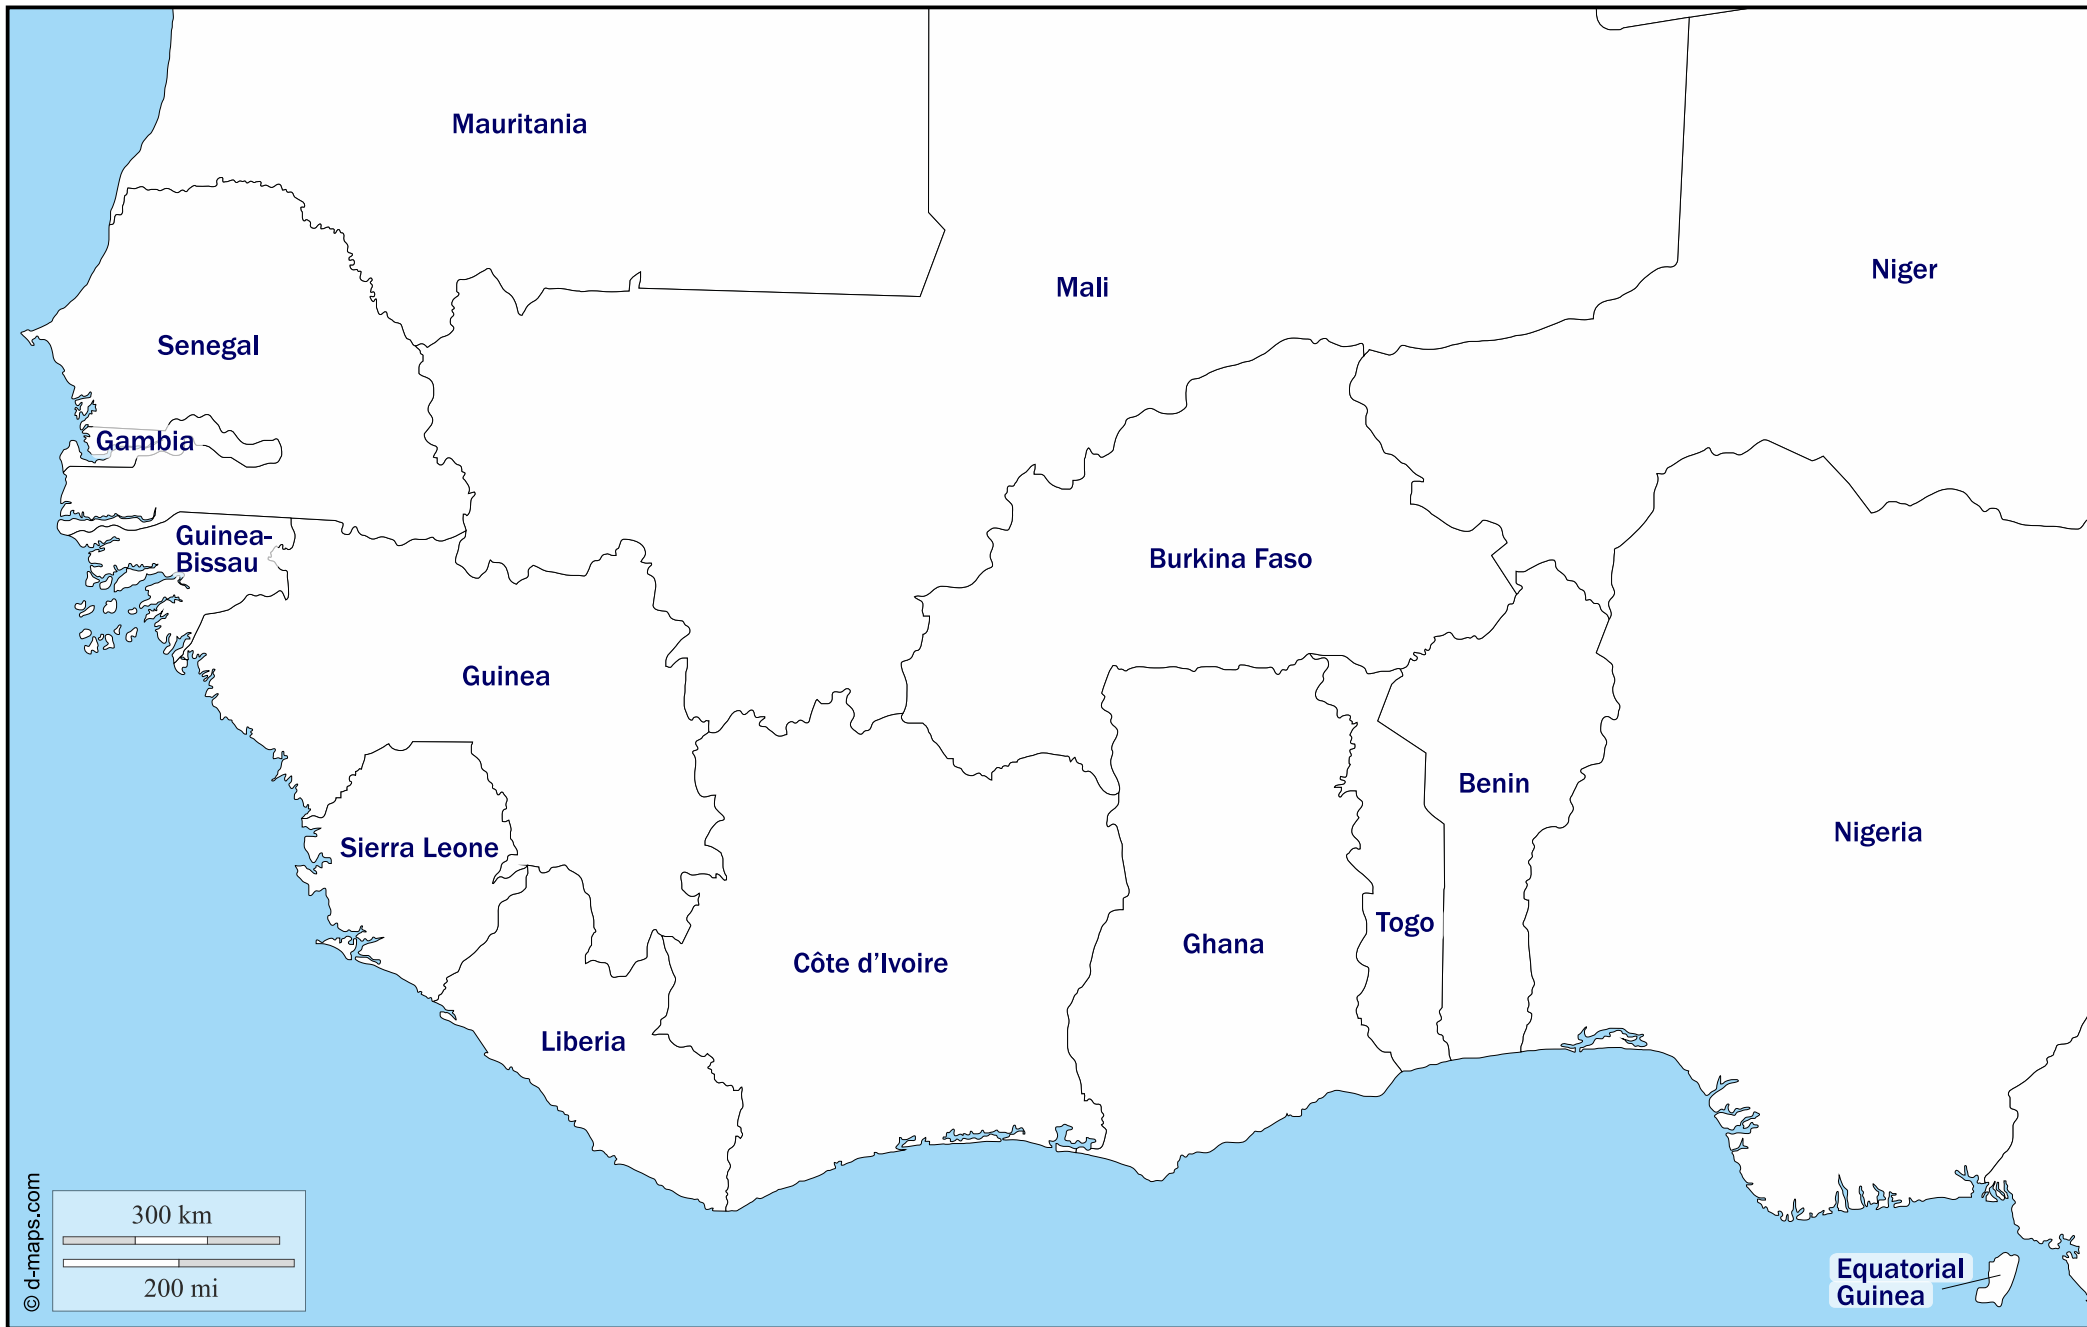 Mauritania
Mali
Niger
Senegal
Gambia
Guinea-
Bissau
Burkina Faso
Guinea
Benin
Nigeria
Sierra Leone
Togo
Ghana
Côte d’Ivoire
Liberia
© d-maps.com
300 km
200 mi
Equatorial
Guinea